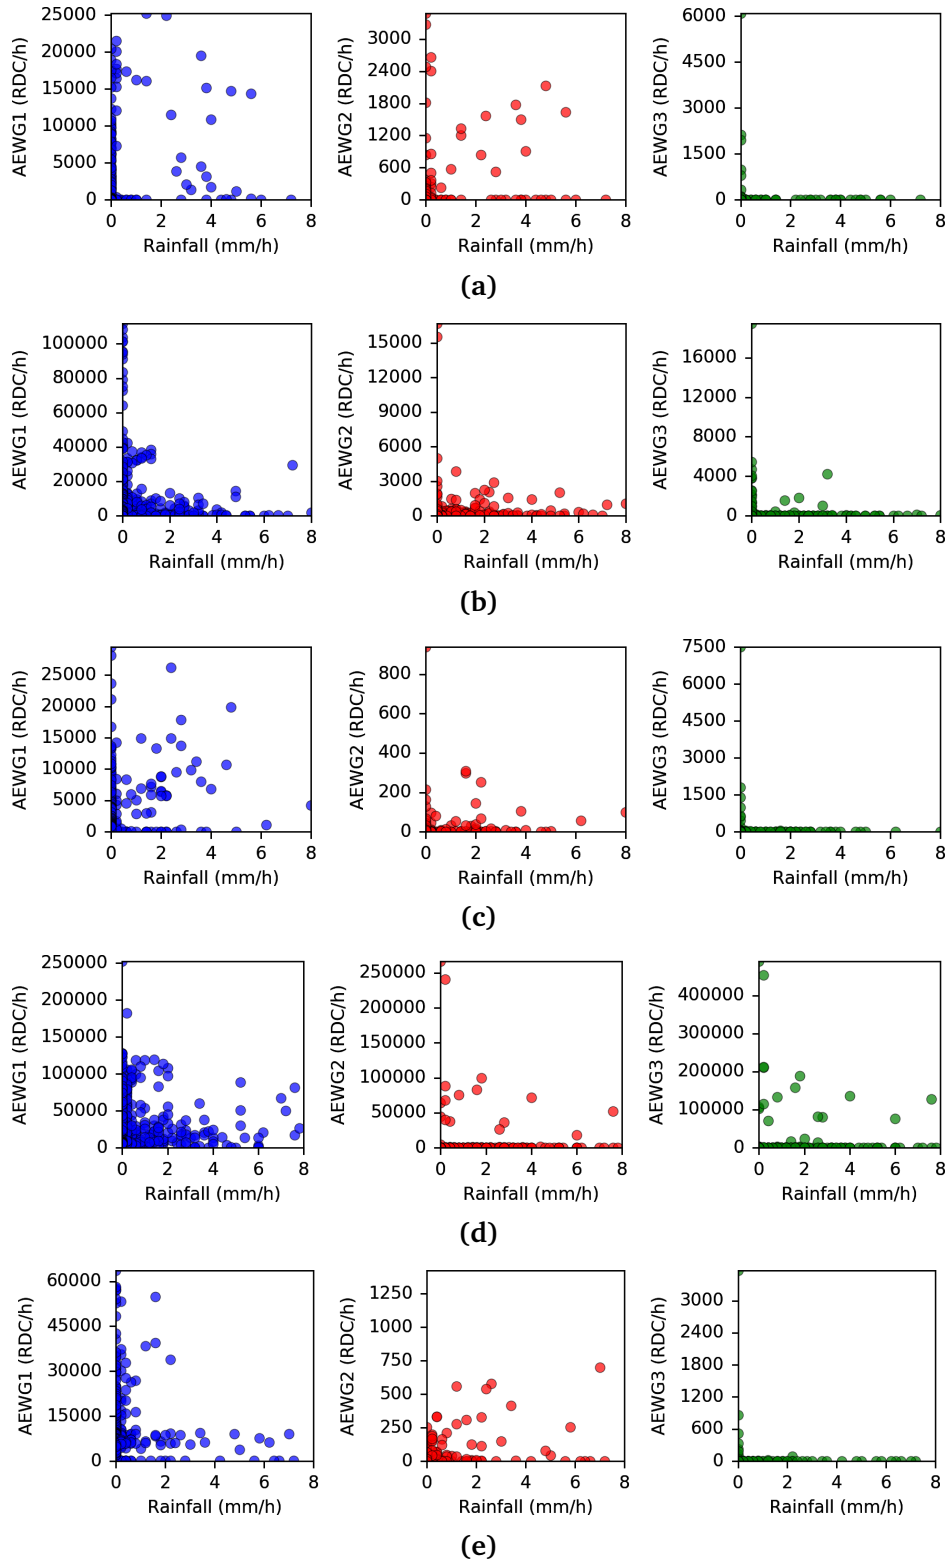 25000
20000
15000
10000
5000
0
AEWG1 (RDC/h)
0 2 4 6 8
Rainfall (mm/h)
3000
2400
1800
1200
600
0
AEWG2 (RDC/h)
0 2 4 6 8
Rainfall (mm/h)
6000
4500
3000
1500
0
AEWG3 (RDC/h)
0 2 4 6 8
Rainfall (mm/h)
(a)
100000
80000
60000
40000
20000
0
AEWG1 (RDC/h)
0 2 4 6 8
Rainfall (mm/h)
15000
12000
9000
6000
3000
0
AEWG2 (RDC/h)
0 2 4 6 8
Rainfall (mm/h)
16000
12000
8000
4000
0
AEWG3 (RDC/h)
0 2 4 6 8
Rainfall (mm/h)
(b)
25000
20000
15000
10000
5000
0
AEWG1 (RDC/h)
0 2 4 6 8
Rainfall (mm/h)
800
600
400
200
0
AEWG2 (RDC/h)
0 2 4 6 8
Rainfall (mm/h)
7500
6000
4500
3000
1500
0
AEWG3 (RDC/h)
0 2 4 6 8
Rainfall (mm/h)
(c)
250000
200000
150000
100000
50000
0
AEWG1 (RDC/h)
0 2 4 6 8
Rainfall (mm/h)
250000
200000
150000
100000
50000
0
AEWG2 (RDC/h)
0 2 4 6 8
Rainfall (mm/h)
400000
300000
200000
100000
0
AEWG3 (RDC/h)
0 2 4 6 8
Rainfall (mm/h)
(d)
60000
45000
30000
15000
0
AEWG1 (RDC/h)
0 2 4 6 8
Rainfall (mm/h)
1250
1000
750
500
250
0
AEWG2 (RDC/h)
0 2 4 6 8
Rainfall (mm/h)
3000
2400
1800
1200
600
0
AEWG3 (RDC/h)
0 2 4 6 8
Rainfall (mm/h)
(e)